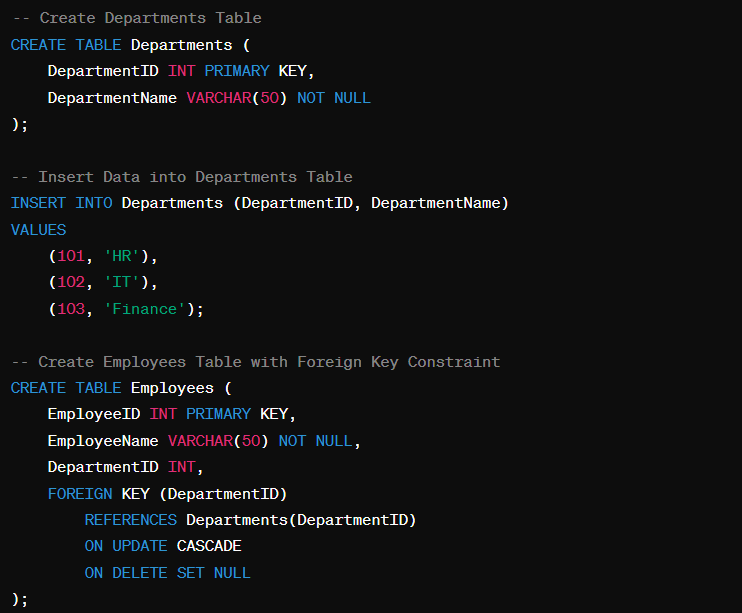 -- Create Departments Table
CREATE TABLE Departments (
    DepartmentID INT PRIMARY KEY,
    DepartmentName VARCHAR(50) NOT NULL
);

-- Insert Data into Departments Table
INSERT INTO Departments (DepartmentID, DepartmentName)
VALUES
    (101, 'HR'),
    (102, 'IT'),
    (103, 'Finance');

-- Create Employees Table with Foreign Key Constraint
CREATE TABLE Employees (
    EmployeeID INT PRIMARY KEY,
    EmployeeName VARCHAR(50) NOT NULL,
    DepartmentID INT,
    FOREIGN KEY (DepartmentID)
        REFERENCES Departments(DepartmentID)
        ON UPDATE CASCADE
        ON DELETE SET NULL
);